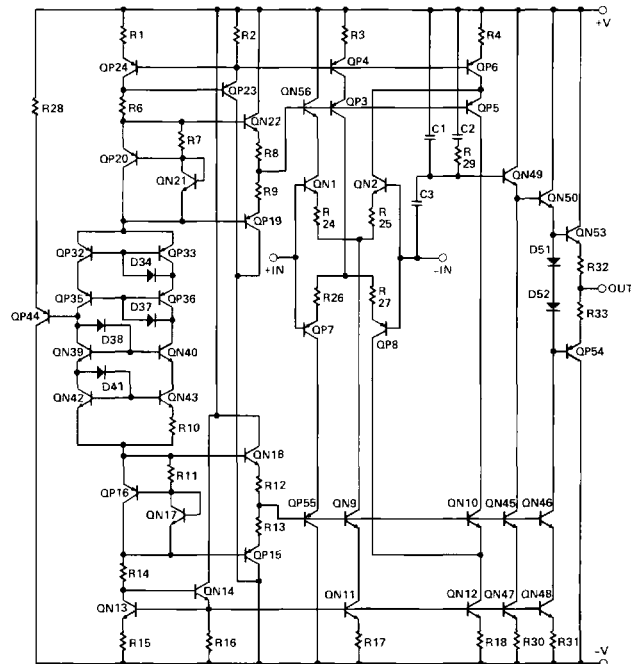 +V
R1
R2
R3
R4
QP24
QP23
QP4
QP6
R28
R6
QN56
QP3
QP5
R7
QN22
C1
C2
QP20
R8
R 29
QN21
QN1
QN2
QN49
R9
C3
QN50
QP19
R 24
R 25
QN53
QP32
QP33
D51
R32
D34
+IN
-IN
OUT
QP35
QP36
R26
R 27
D52
R33
D37
QP44
D38
QP7
QP8
QP54
QN39
QN40
D41
QN42
QN43
R10
QN18
R11
R12
QP16
QP55
QN9
QN10
QN45
QN46
QN17
R13
QP15
R14
QN14
QN13
QN11
QN12
QN47
QN48
R15
R16
R17
R18
R30
R31
-V